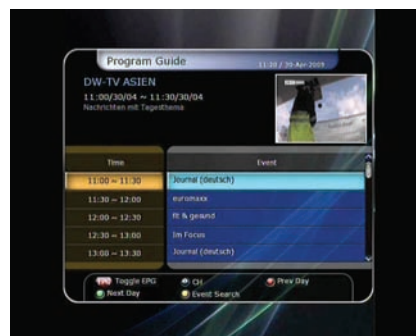 Program Guide 11:20 / 30-Apr-2009
DW-TV ASIEN
11:00/30/04 ~ 11:30/30/04
Nachrichten mit Tagesthema
Time Event
11:00 ~ 11:30 Journal (deutsch)
11:30 ~ 12:00 euromaxx
12:00 ~ 12:30 fit & gesund
12:30 ~ 13:00 Im Focus
13:00 ~ 13:30 Journal (deutsch)
EPG Toggle EPG CH Prev Day
Next Day Event Search